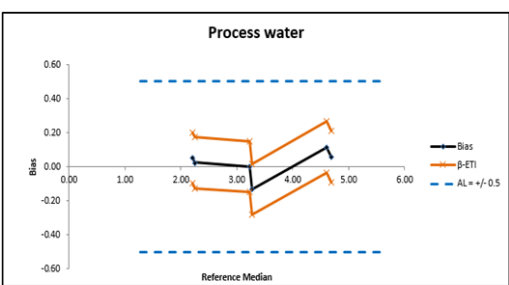 Process water
0.60
0.40
0.20
0.00
-0.20
-0.40
-0.60
Bias
0.00
1.00
2.00
3.00
4.00
5.00
6.00
Reference Median
Bias
β-ETI
AL = +/- 0.5